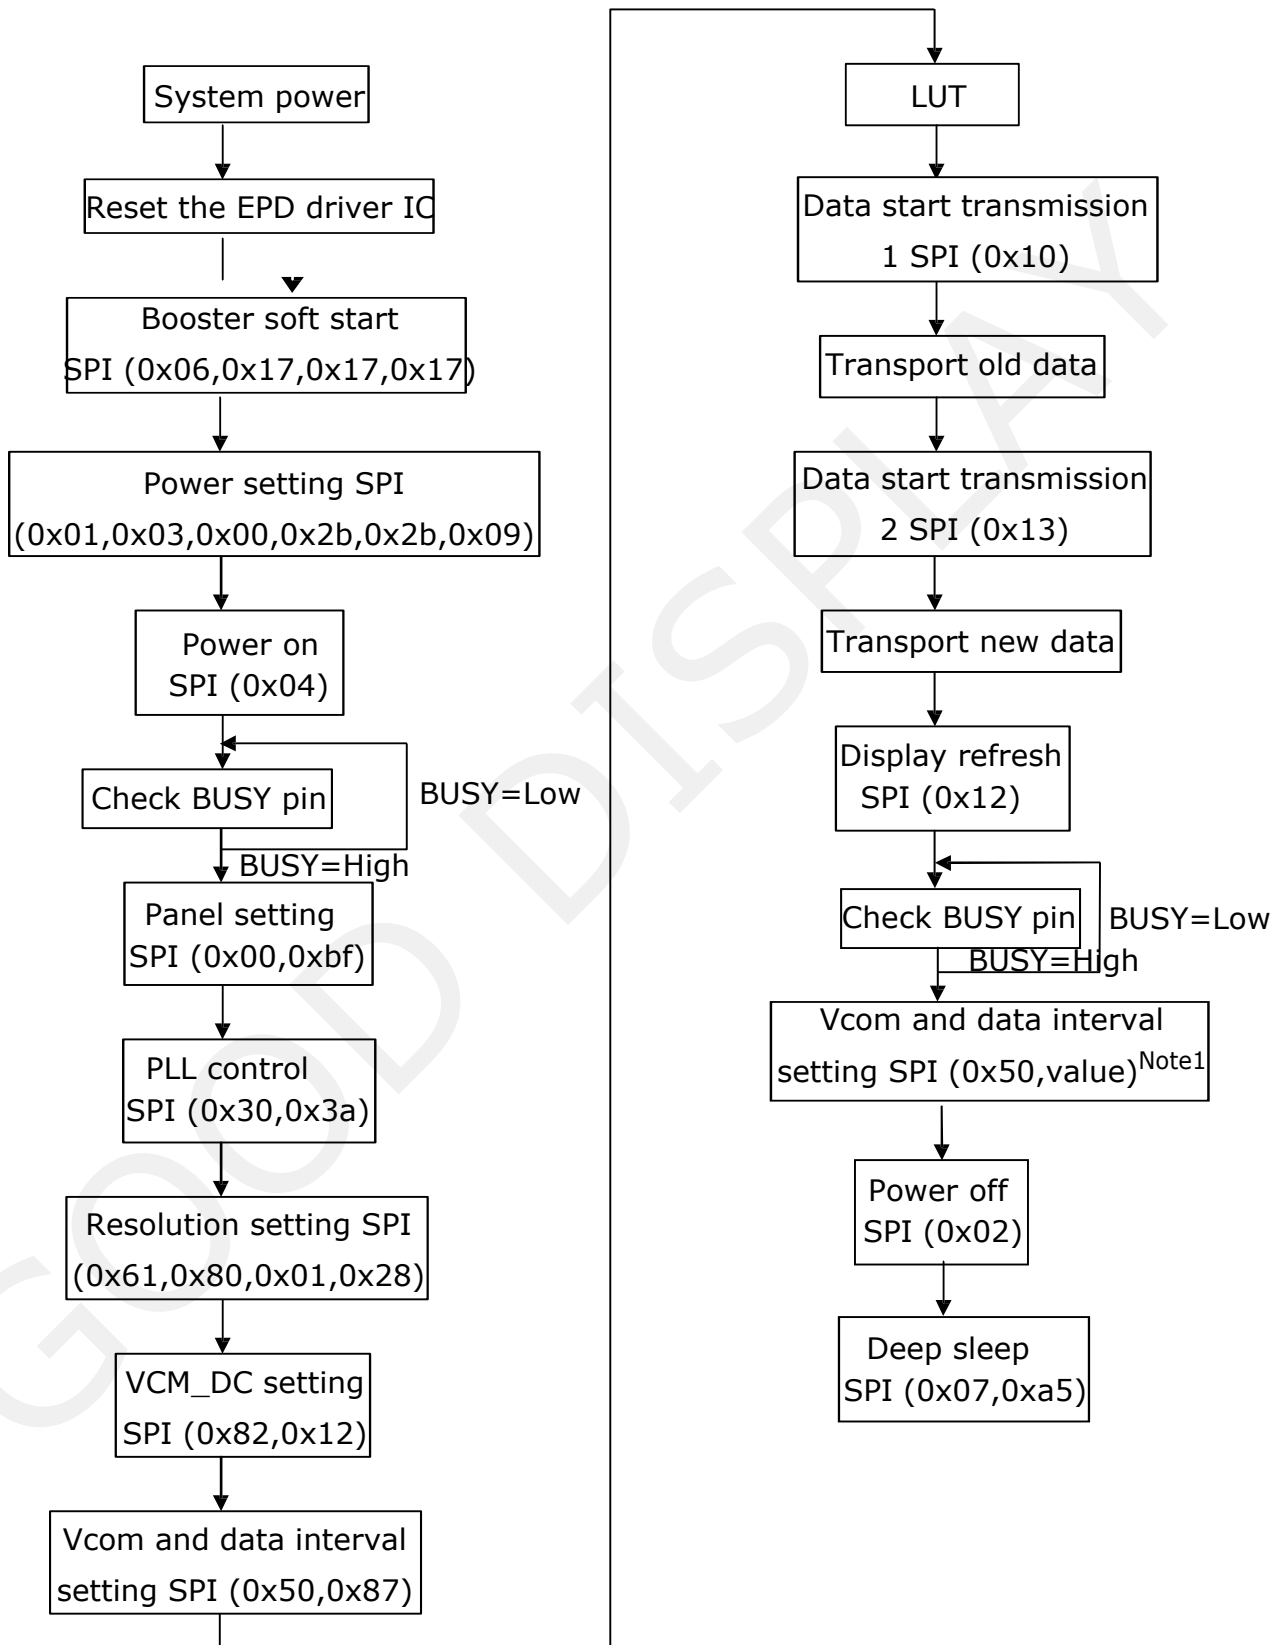 System power
Reset the EPD driver IC
Booster soft start
SPI (0x06,0x17,0x17,0x17)
Power setting SPI
(0x01,0x03,0x00,0x2b,0x2b,0x09)
Power on
SPI (0x04)
Check BUSY pin
BUSY=Low
BUSY=High
Panel setting
SPI (0x00,0xbf)
PLL control
SPI (0x30,0x3a)
Resolution setting SPI
(0x61,0x80,0x01,0x28)
VCM_DC setting
SPI (0x82,0x12)
Vcom and data interval
setting SPI (0x50,0x87)
LUT
Data start transmission
1 SPI (0x10)
Transport old data
Data start transmission
2 SPI (0x13)
Transport new data
Display refresh
SPI (0x12)
Check BUSY pin
BUSY=Low
BUSY=High
Vcom and data interval
setting SPI (0x50,value)Note1
Power off
SPI (0x02)
Deep sleep
SPI (0x07,0xa5)
GOOD DISPLAY